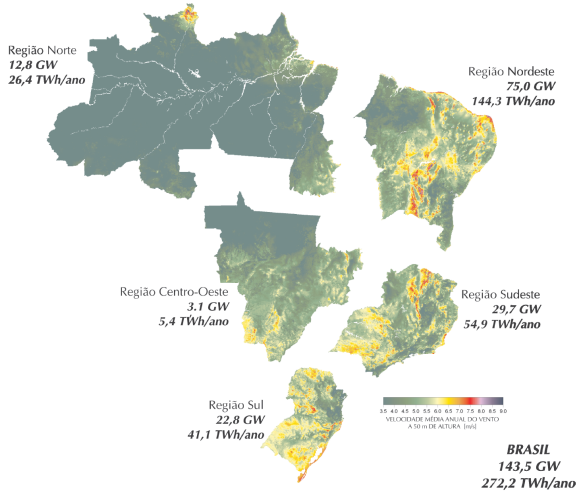 Região Norte
12,8 GW
26,4 TWh/ano
Região Nordeste
75,0 GW
144,3 TWh/ano
Região Centro-Oeste
3.1 GW
5,4 TWh/ano
Região Sudeste
29,7 GW
54,9 TWh/ano
Região Sul
22,8 GW
41,1 TWh/ano
3.5 4.0 4.5 5.0 5.5 6.0 6.5 7.0 7.5 8.0 8.5 9.0
VELOCIDADE MÉDIA ANUAL DO VENTO
A 50 m DE ALTURA [m/s]
BRASIL
143,5 GW
272,2 TWh/ano